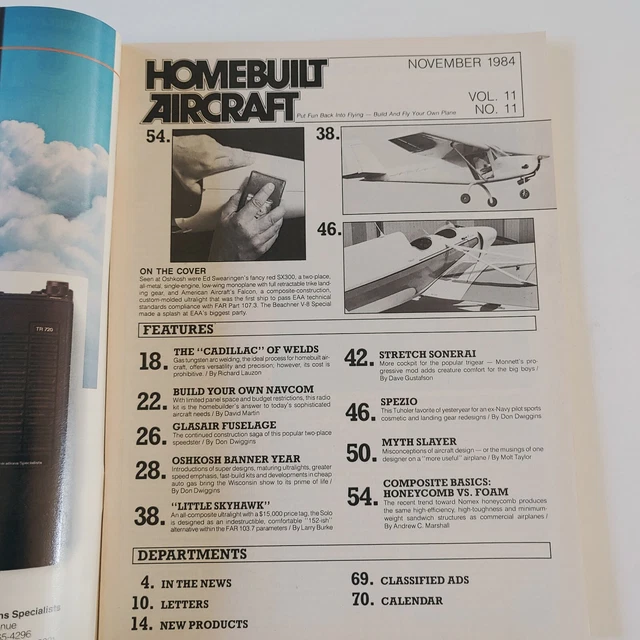 HOMEBUILT
AIRCRAFT
Put Fun Back Into Flying — Build And Fly Your Own Plane
NOVEMBER 1984
VOL. 11
NO. 11
54.
38.
46.
ON THE COVER
Seen at Oshkosh were Ed Swearingen's fancy red SX300, a two-place,
all-metal, single-engine, low-wing monoplane with full retractable trike land-
ing gear, and American Aircraft's Falcon, a composite-construction,
custom-molded ultralight that was the first ship to pass EAA technical
standards compliance with FAR Part 107.3. The Beachner V-8 Special
made a splash at EAA's biggest party.
FEATURES
18. THE "CADILLAC" OF WELDS
Gas tungsten arc welding, the ideal process for homebuilt air-
craft, offers versatility and precision; however, its cost is
prohibitive. / By Richard Lauzon
22. BUILD YOUR OWN NAVCOM
With limited panel space and budget restrictions, this radio
kit is the homebuilder's answer to today's sophisticated
aircraft needs / By David Martin
26. GLASAIR FUSELAGE
The continued construction saga of this popular two-place
speedster / By Don Dwiggins
28. OSHKOSH BANNER YEAR
Introductions of super designs, maturing ultralights, greater
speed emphasis, fast-build kits and developments in cheap
auto gas bring the Wisconsin show to its prime of life /
By Don Dwiggins
38. "LITTLE SKYHAWK"
An all-composite ultralight with a $15,000 price tag, the Solo
is designed as an indestructible, comfortable "152-ish"
alternative within the FAR 103.7 parameters / By Larry Burke
42. STRETCH SONERAI
More cockpit for the popular trigear — Monnett's pro-
gressive mod adds creature comfort for the big boys /
By Dave Gustafson
46. SPEZIO
This Tuholer favorite of yesteryear for an ex-Navy pilot sports
cosmetic and landing gear redesigns / By Don Dwiggins
50. MYTH SLAYER
Misconceptions of aircraft design — or the musings of one
designer on a "more useful" airplane / By Molt Taylor
54. COMPOSITE BASICS:
HONEYCOMB VS. FOAM
The recent trend toward Nomex honeycomb produces
the same high-efficiency, high-toughness and minimum-
weight sandwich structures as commercial airplanes /
By Andrew C. Marshall
DEPARTMENTS
4. IN THE NEWS
10. LETTERS
14. NEW PRODUCTS
69. CLASSIFIED ADS
70. CALENDAR
TR 720
ns Specialists
nue
65-4296